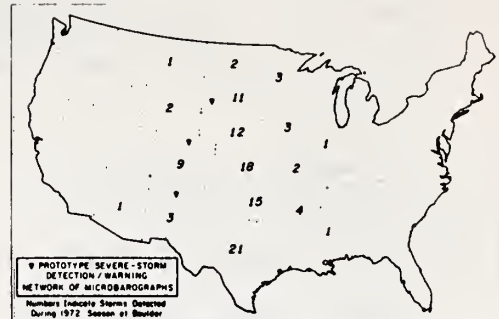 1 2
3
2 11
12 3
1
9 18 2
1 15 4
3
1
21
PROTOTYPE SEVERE-STORM
DETECTION/WARNING
NETWORK OF MICROBAROGRAPHS
Numbers Indicate Storms Detected
During 1972 Season at Boulder